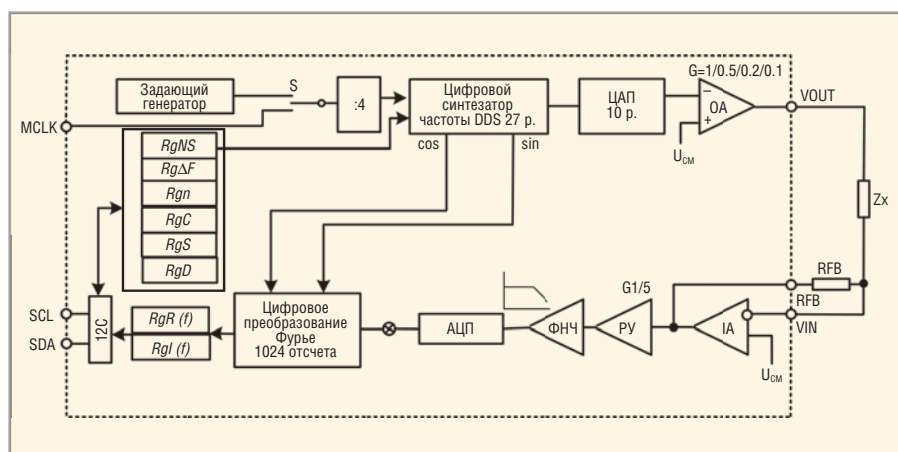 G=1/0.5/0.2/0.1
Задающий
генератор
S
:4
Цифровой
синтезатор
частоты DDS 27 р.
ЦАП
10 р.
–
OA
+
VOUT
MCLK
Uсм
cos
sin
RgNS
RgΔF
Rgn
RgC
RgS
RgD
Zx
RFB
RFB
VIN
G1/5
SCL
SDA
12C
RgR (f)
RgI (f)
Цифровое
преобразование
Фурье
1024 отсчета
АЦП
ФНЧ
РУ
IA
Uсм